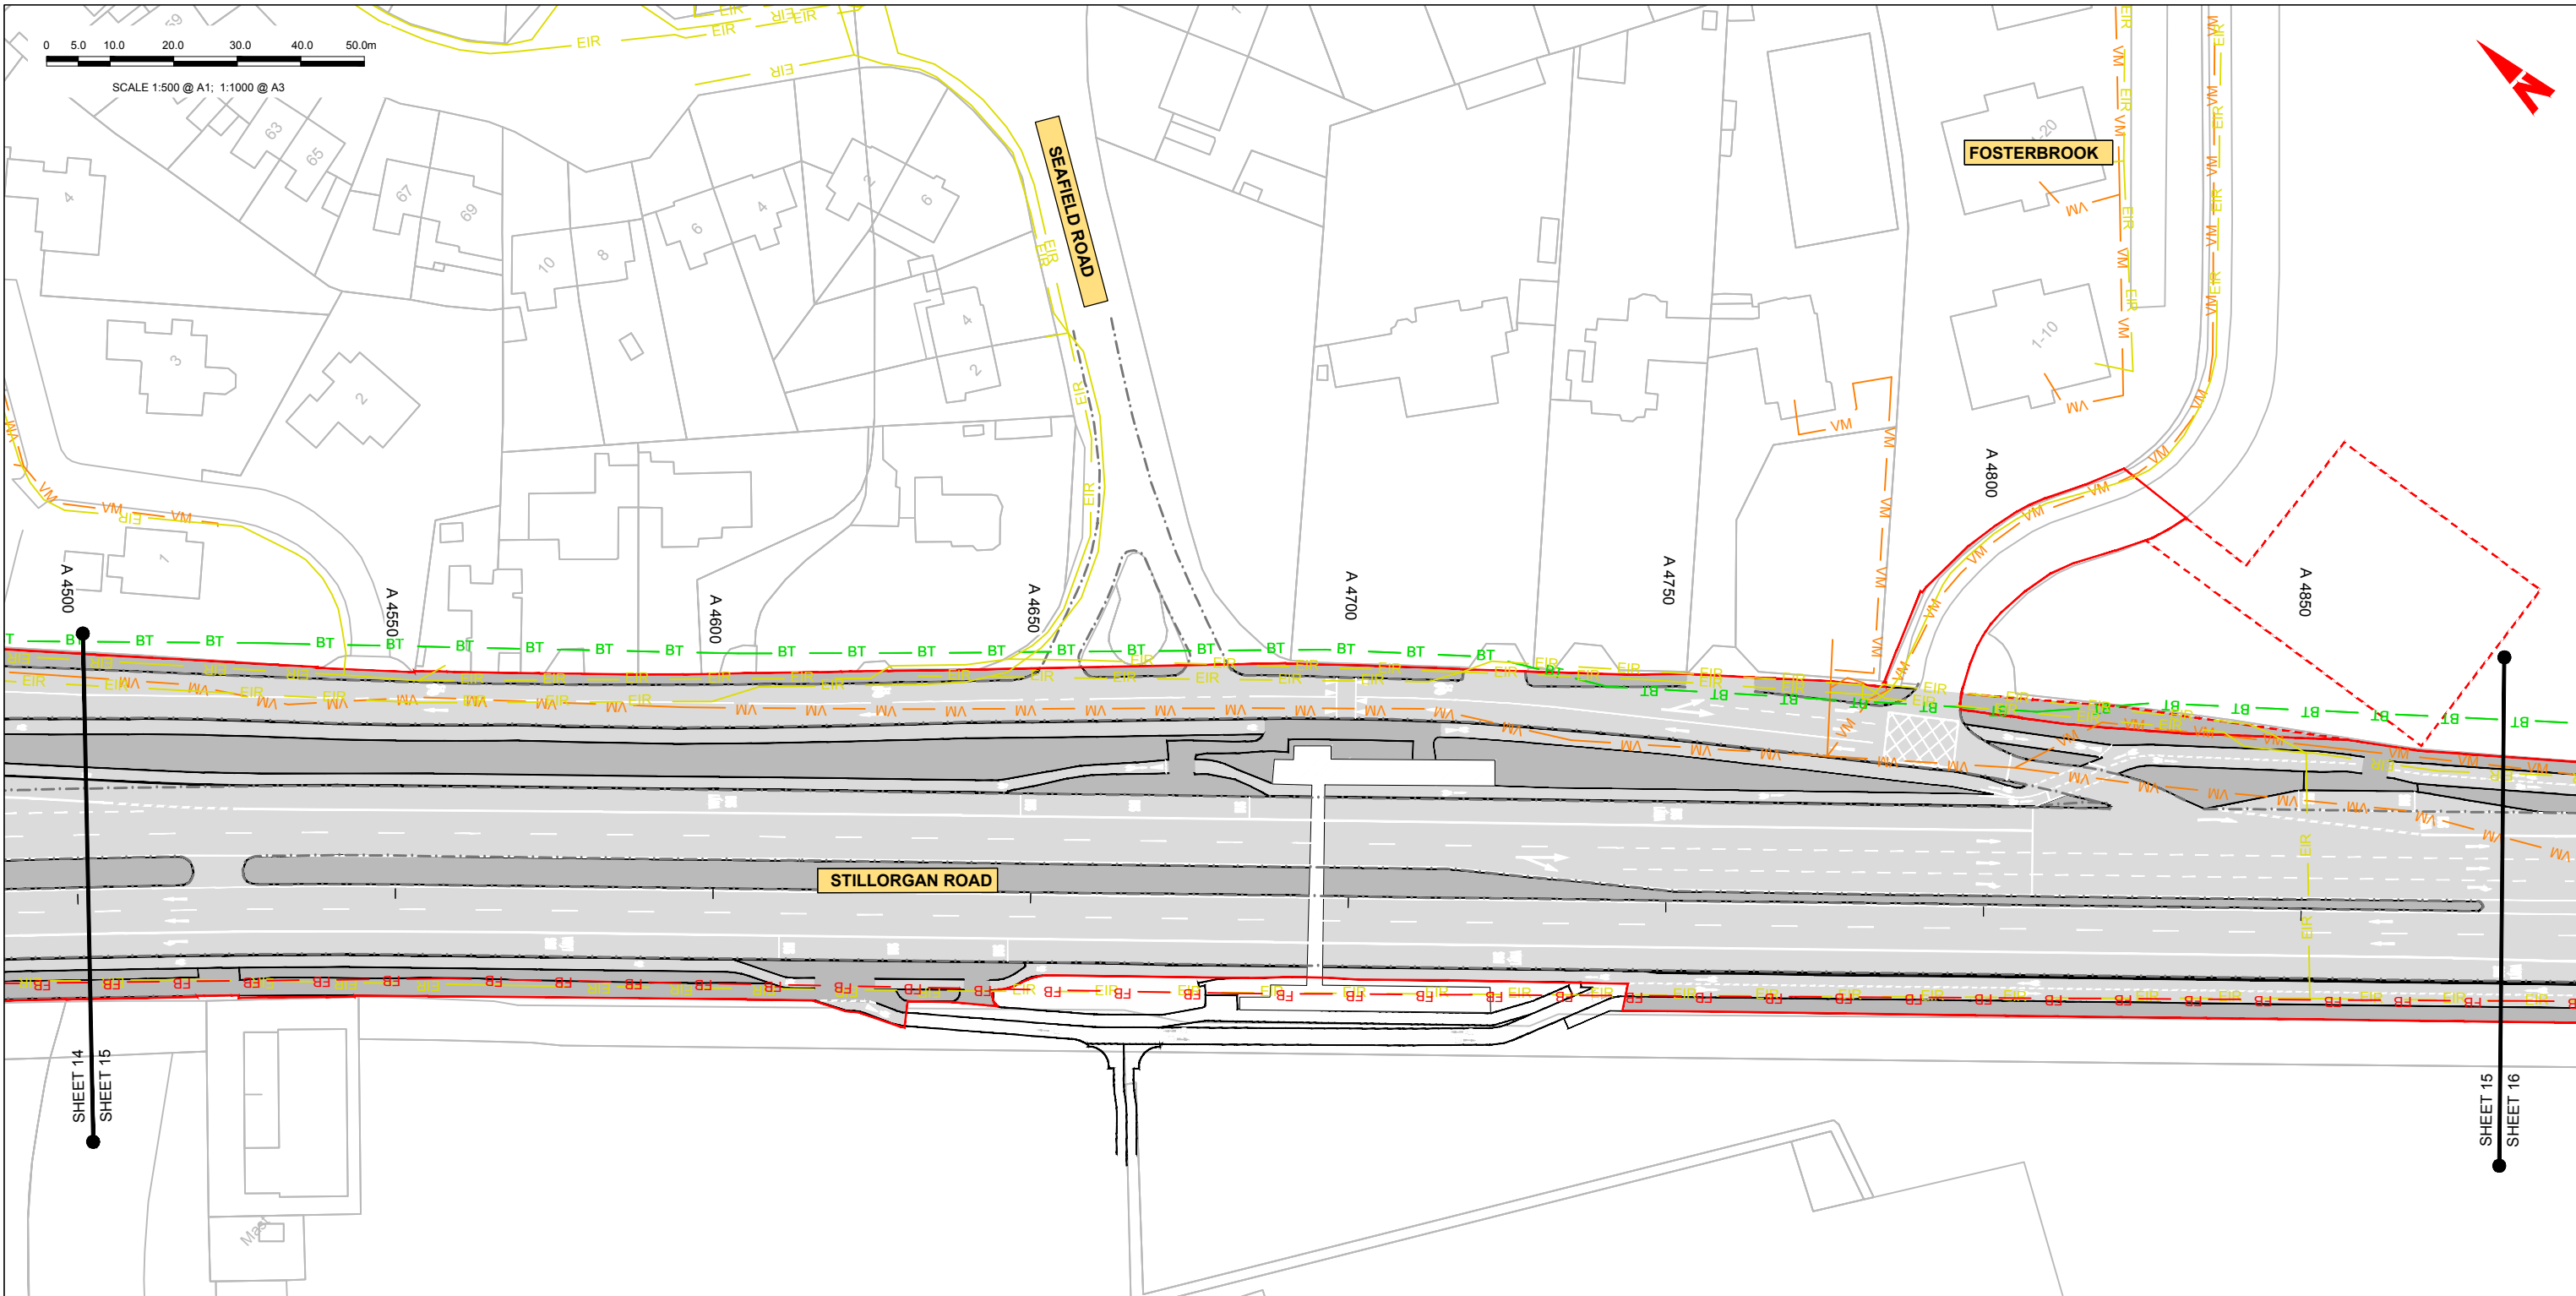 0 5.0 10.0 20.0 30.0 40.0 50.0m
SCALE 1:500 @ A1; 1:1000 @ A3
59
63
65
67
69
4
3
2
1
10
8
6
4
2
6
4
2
SEAFIELD ROAD
FOSTERBROOK
1-10
N
A 4500
A 4550
A 4600
A 4650
A 4700
A 4750
A 4800
A 4850
EIR
VM
BT
FB
STILLORGAN ROAD
SHEET 14
SHEET 15
SHEET 15
SHEET 16
Mast